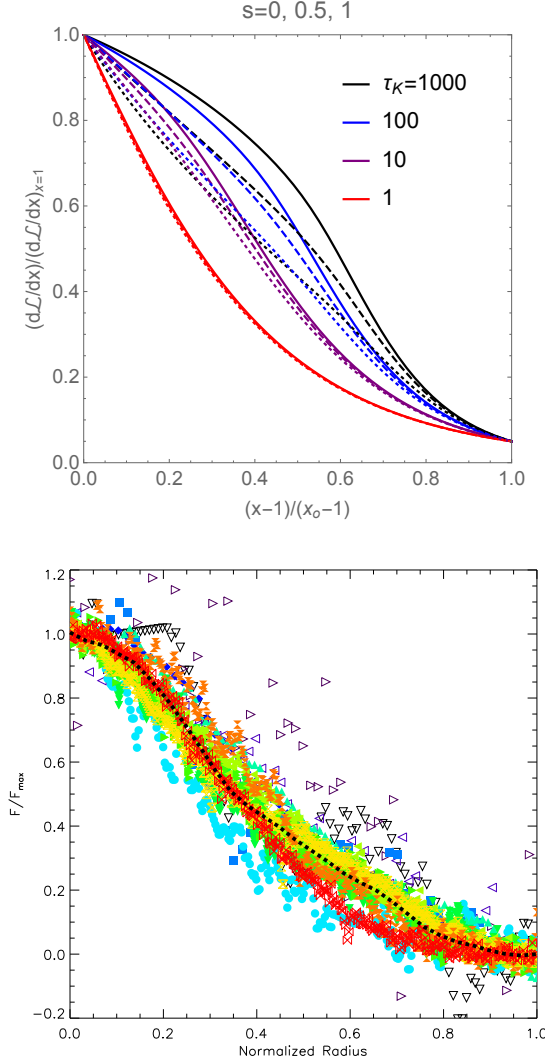 s=0, 0.5, 1
1.0
0.8
0.6
0.4
0.2
0.0
(dℒ/dx)/(dℒ/dx)x=1
τK=1000
100
10
1
0.0 0.2 0.4 0.6 0.8 1.0
(x−1)/(xo−1)
1.2
1.0
0.8
0.6
0.4
0.2
0.0
−0.2
F/Fmax
0.0 0.2 0.4 0.6 0.8 1.0
Normalized Radius